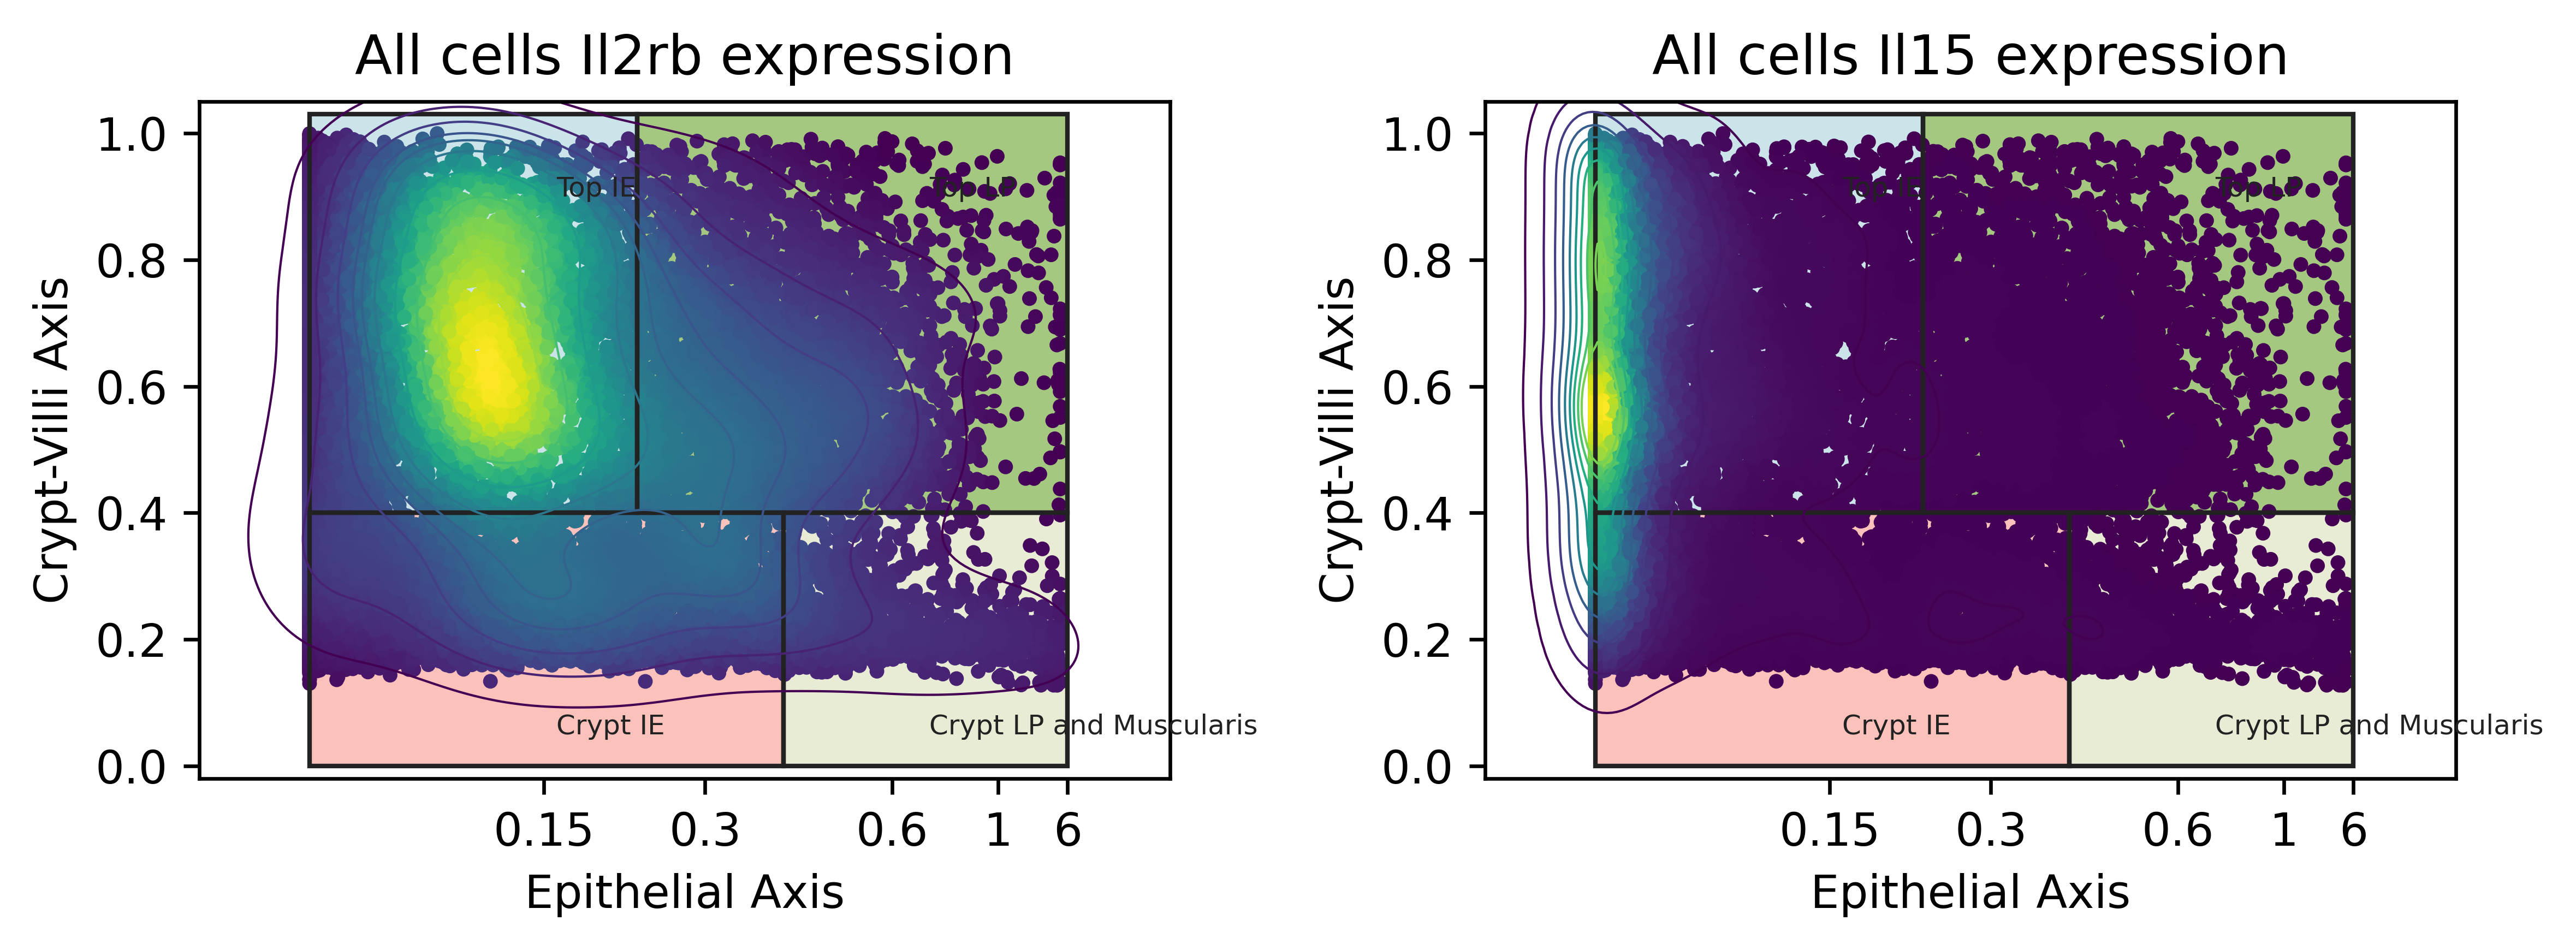 All cells Il2rb expression
1.0
0.8
0.6
0.4
0.2
0.0
Crypt-Villi Axis
Top IE
Top
Crypt IE
Crypt LP and Muscularis
0.15
0.3
0.6
1
6
Epithelial Axis
All cells Il15 expression
1.0
0.8
0.6
0.4
0.2
0.0
Crypt-Villi Axis
Top IE
Top
Crypt IE
Crypt LP and Muscularis
0.15
0.3
0.6
1
6
Epithelial Axis